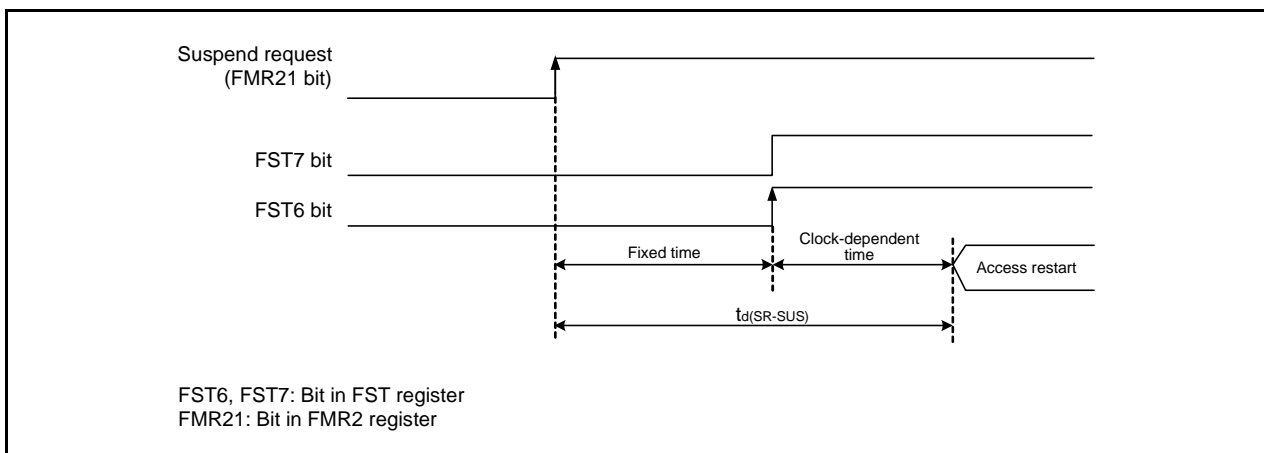 Suspend request
(FMR21 bit)
FST7 bit
FST6 bit
Fixed time
Clock-dependent
time
Access restart
td(SR-SUS)
FST6, FST7: Bit in FST register
FMR21: Bit in FMR2 register